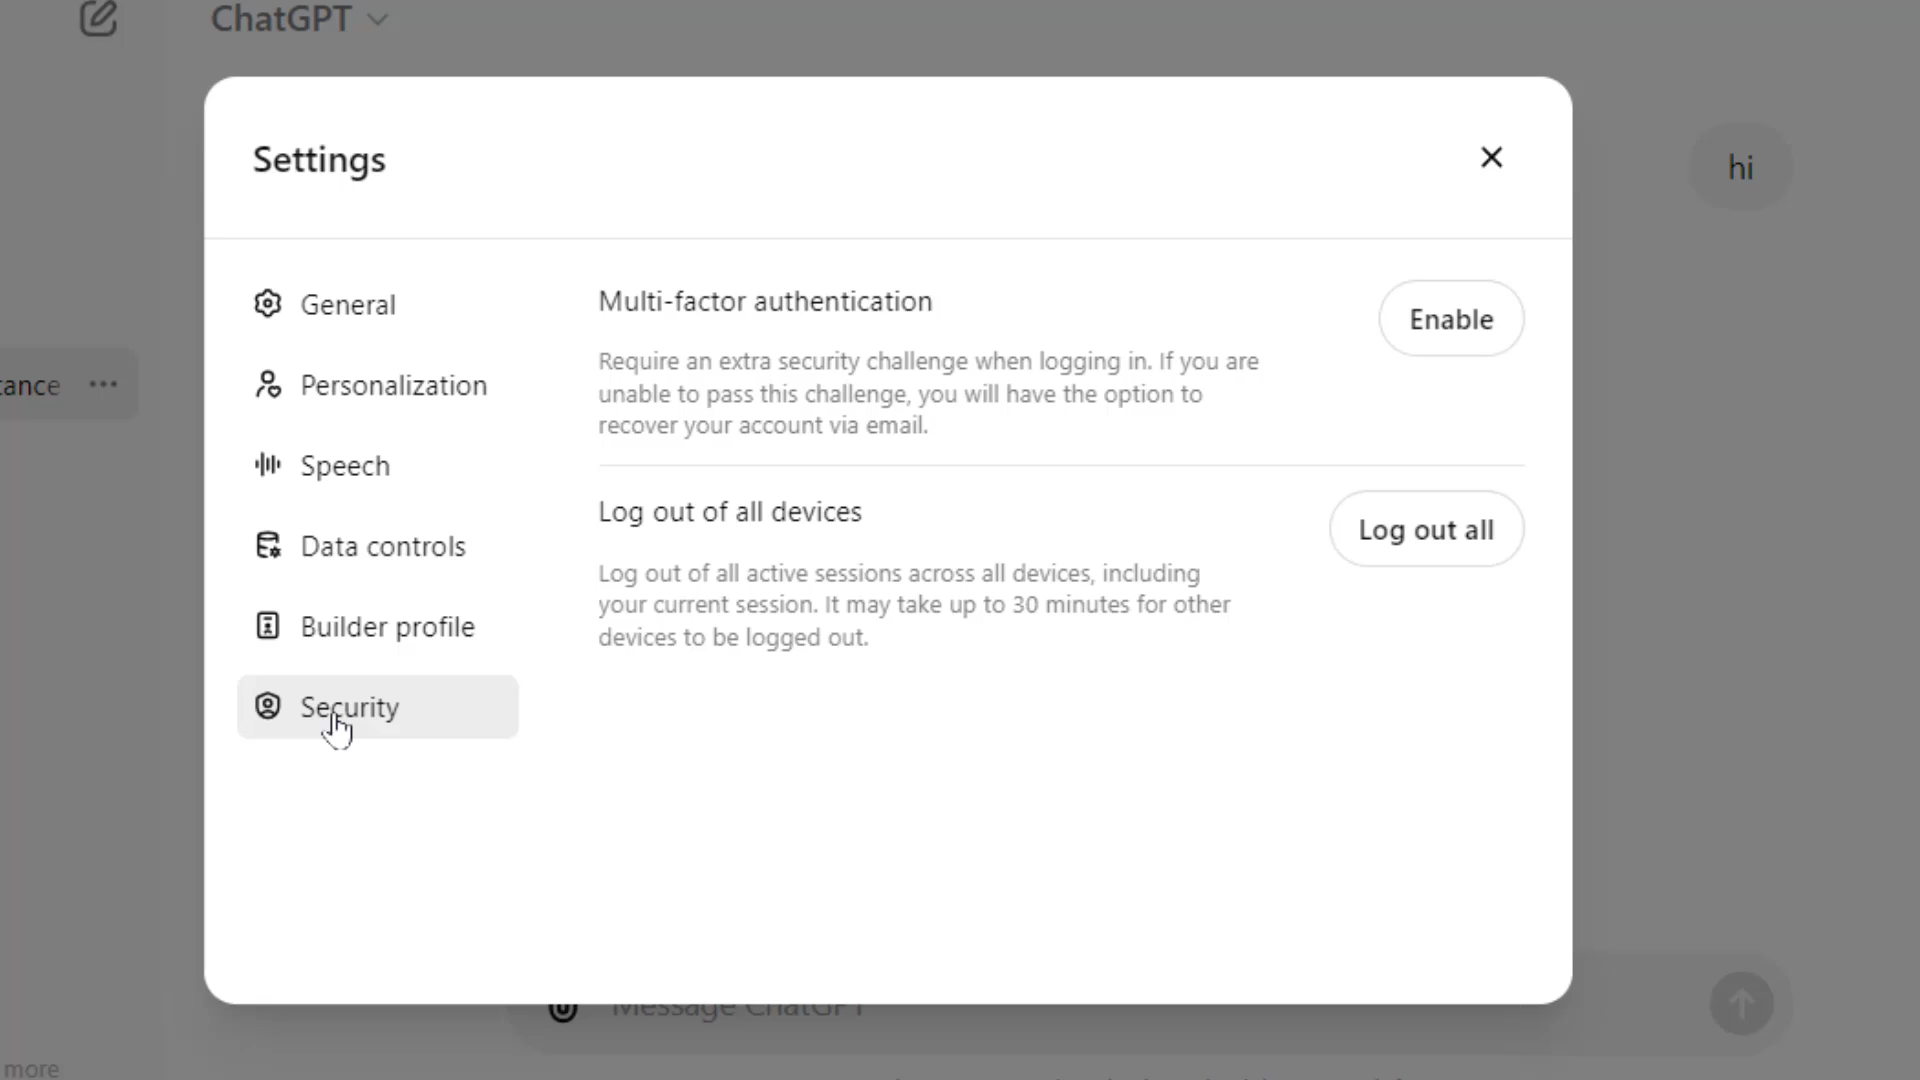 ChatGPT
hi
Settings
General
Personalization
Speech
Data controls
Builder profile
Security
Multi-factor authentication
Enable
Require an extra security challenge when logging in. If you are
unable to pass this challenge, you will have the option to
recover your account via email.
Log out of all devices
Log out all
Log out of all active sessions across all devices, including
your current session. It may take up to 30 minutes for other
devices to be logged out.
Message ChatGPT
more